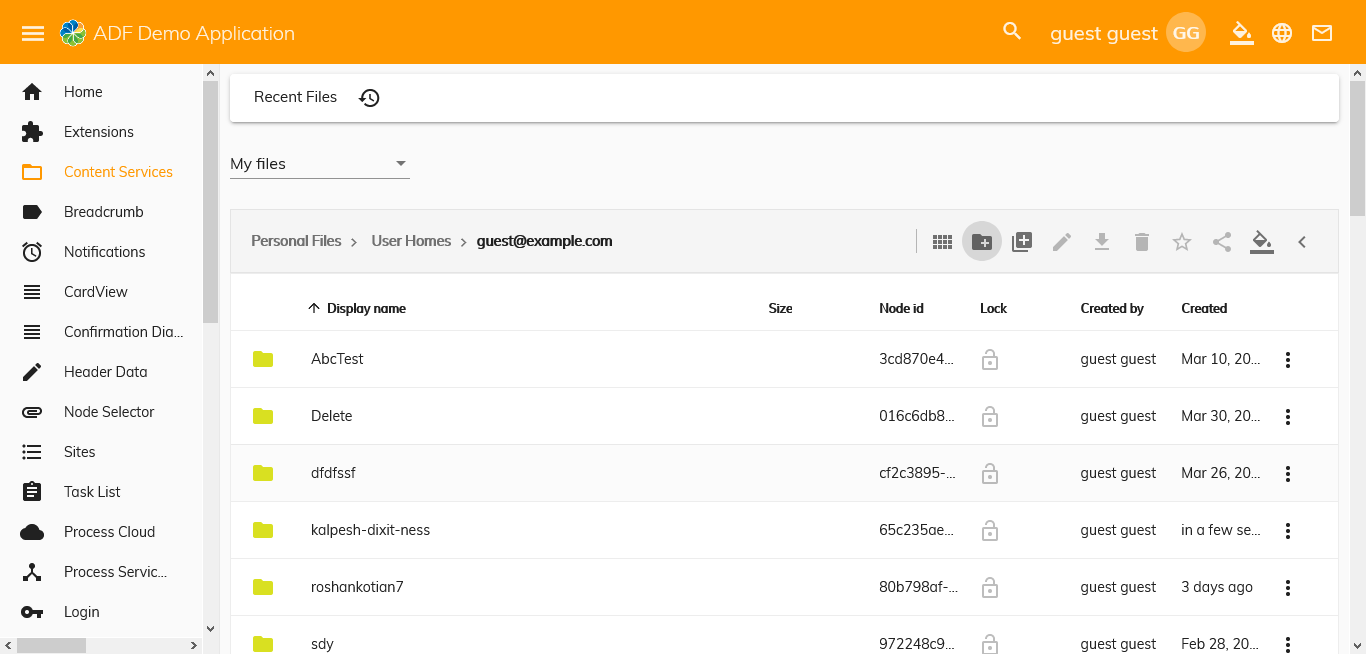 ADF Demo Application
guest guest GG
Home
Extensions
Content Services
Breadcrumb
Notifications
CardView
Confirmation Dia...
Header Data
Node Selector
Sites
Task List
Process Cloud
Process Servic...
Login
Recent Files
My files
Personal Files User Homes guest@example.com
Display name Size Node id Lock Created by Created
AbcTest 3cd870e4... guest guest Mar 10, 20...
Delete 016c6db8... guest guest Mar 30, 20...
dfdfssf cf2c3895-... guest guest Mar 26, 20...
kalpesh-dixit-ness 65c235ae... guest guest in a few se...
roshankotian7 80b798af-... guest guest 3 days ago
sdy 972248c9... guest guest Feb 28, 20...